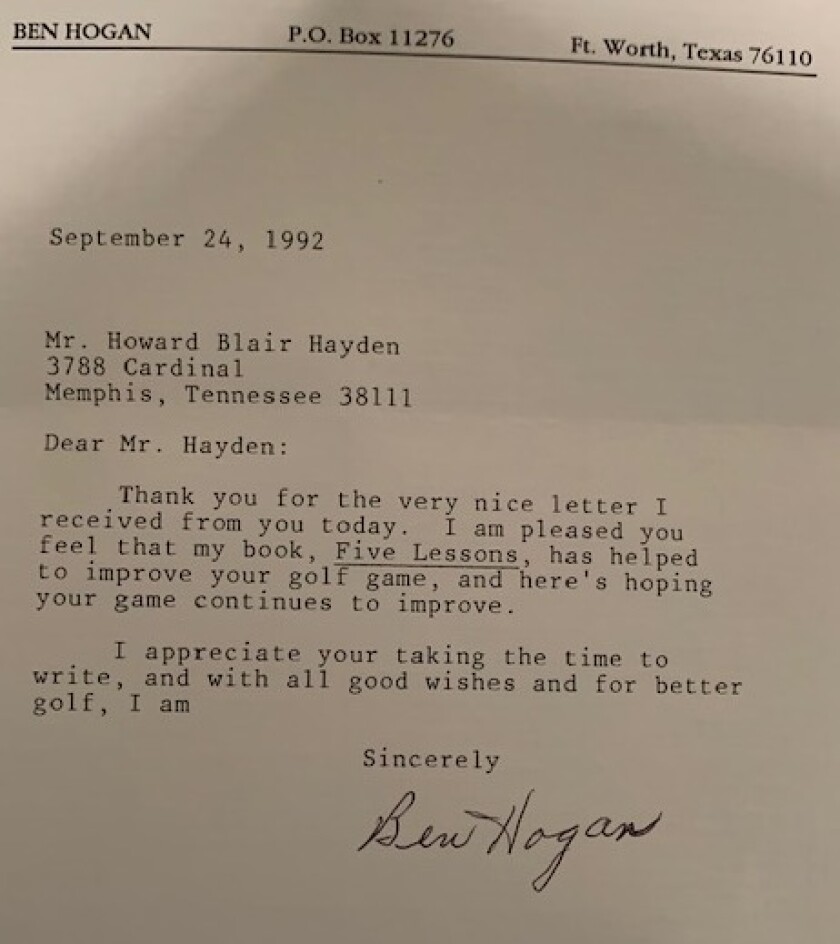 BEN HOGAN P.O. Box 11276 Ft. Worth, Texas 76110
September 24, 1992
Mr. Howard Blair Hayden
3788 Cardinal
Memphis, Tennessee 38111
Dear Mr. Hayden:
Thank you for the very nice letter I
received from you today. I am pleased you
feel that my book, Five Lessons, has helped
to improve your golf game, and here's hoping
your game continues to improve.
I appreciate your taking the time to
write, and with all good wishes and for better
golf, I am
Sincerely
Ben Hogan